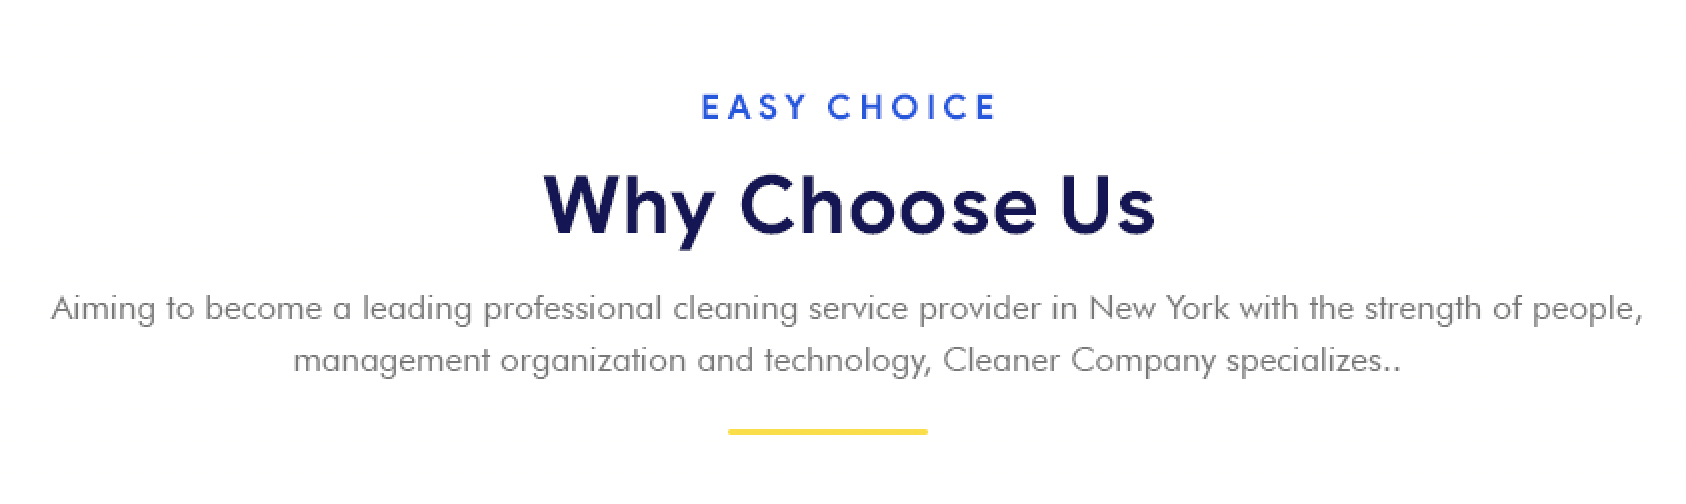 EASY CHOICE
Why Choose Us
Aiming to become a leading professional cleaning service provider in New York with the strength of people,
management organization and technology, Cleaner Company specializes..